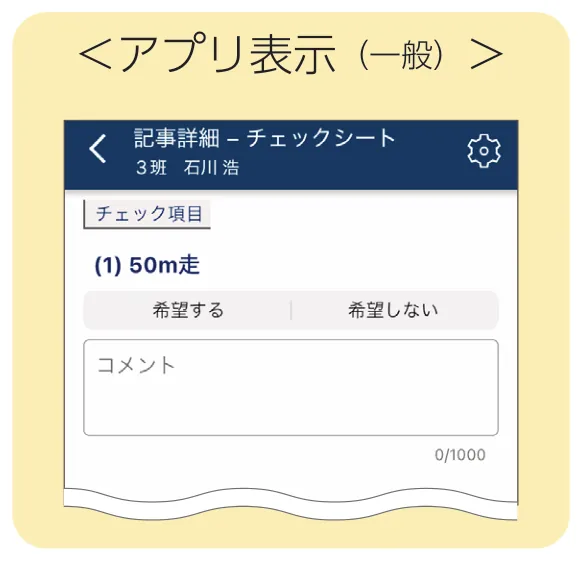 ＜アプリ表示（一般）＞
記事詳細 – チェックシート
３班　石川 浩
チェック項目
(1) 50m走
希望する
希望しない
コメント
0/1000